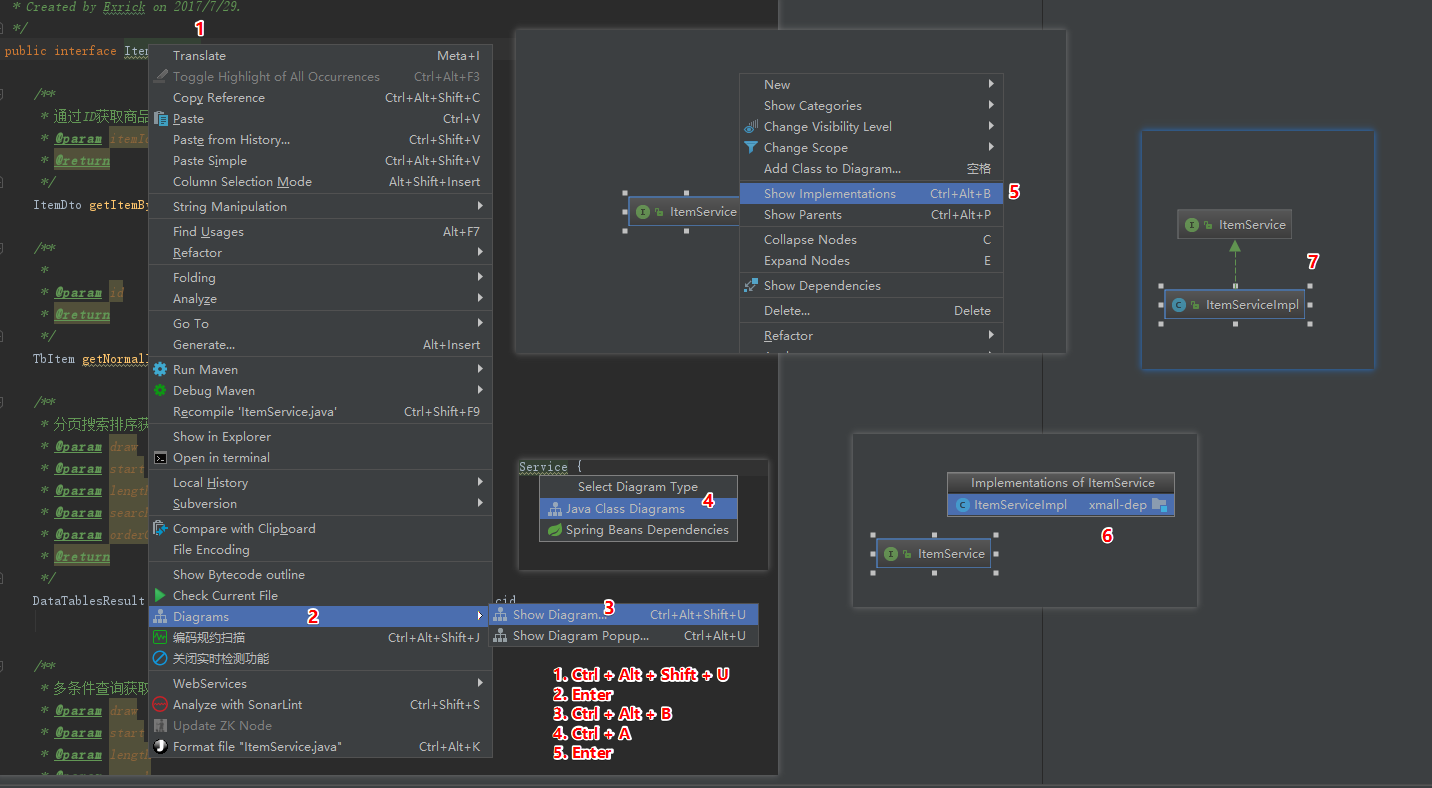 * Created by Exrick on 2017/7/29.
*/
1
public interface Item
/**
* 通过ID获取商品
* @param itemId
* @return
*/
ItemDto getItemBy
/**
*
* @param id
* @return
*/
TbItem getNormalI
/**
* 分页搜索排序获
* @param draw
* @param start
* @param length
* @param search
* @param order
* @return
*/
DataTablesResult
cid
/**
* 多条件查询获取
* @param draw
* @param start
* @param length
Translate Meta+I
Toggle Highlight of All Occurrences Ctrl+Alt+F3
Copy Reference Ctrl+Alt+Shift+C
Paste Ctrl+V
Paste from History... Ctrl+Shift+V
Paste Simple Ctrl+Alt+Shift+V
Column Selection Mode Alt+Shift+Insert
String Manipulation
Find Usages Alt+F7
Refactor
Folding
Analyze
Go To
Generate... Alt+Insert
Run Maven
Debug Maven
Recompile 'ItemService.java' Ctrl+Shift+F9
Show in Explorer
Open in terminal
Local History
Subversion
Compare with Clipboard
File Encoding
Show Bytecode outline
Check Current File
Diagrams 2
编码规约扫描 Ctrl+Alt+Shift+J
关闭实时检测功能
WebServices
Analyze with SonarLint Ctrl+Shift+S
Update ZK Node
Format file "ItemService.java" Ctrl+Alt+K
Show Diagram... 3 Ctrl+Alt+Shift+U
Show Diagram Popup... Ctrl+Alt+U
Service {
Select Diagram Type
Java Class Diagrams 4
Spring Beans Dependencies
I ItemService
New
Show Categories
Change Visibility Level
Change Scope
Add Class to Diagram... 空格
Show Implementations Ctrl+Alt+B 5
Show Parents Ctrl+Alt+P
Collapse Nodes C
Expand Nodes E
Show Dependencies
Delete... Delete
Refactor
Implementations of ItemService
C ItemServiceImpl xmall-dep
6
I ItemService
I ItemService
7
C ItemServiceImpl
1. Ctrl + Alt + Shift + U
2. Enter
3. Ctrl + Alt + B
4. Ctrl + A
5. Enter